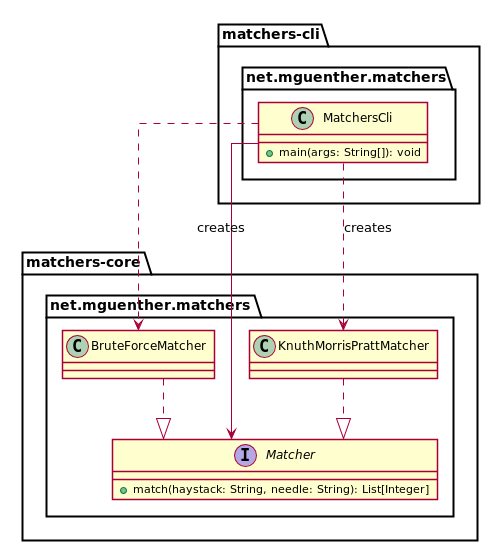 matchers-cli
net.mguenther.matchers
C MatchersCli
main(args: String[]): void
creates
creates
matchers-core
net.mguenther.matchers
C BruteForceMatcher
C KnuthMorrisPrattMatcher
I Matcher
match(haystack: String, needle: String): List[Integer]